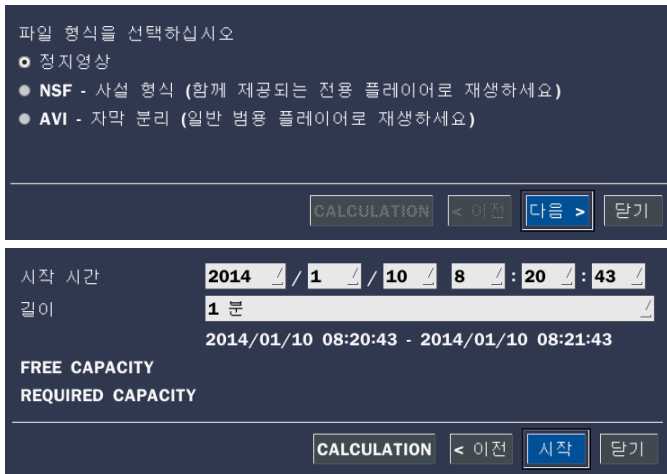 파일 형식을 선택하십시오
정지영상
NSF - 사설 형식 (함께 제공되는 전용 플레이어로 재생하세요)
AVI - 자막 분리 (일반 범용 플레이어로 재생하세요)
CALCULATION < 이전 다음 > 닫기
시작 시간 2014 / 1 / 10 8 : 20 : 43
길이 1 분
2014/01/10 08:20:43 - 2014/01/10 08:21:43
FREE CAPACITY
REQUIRED CAPACITY
CALCULATION < 이전 시작 닫기